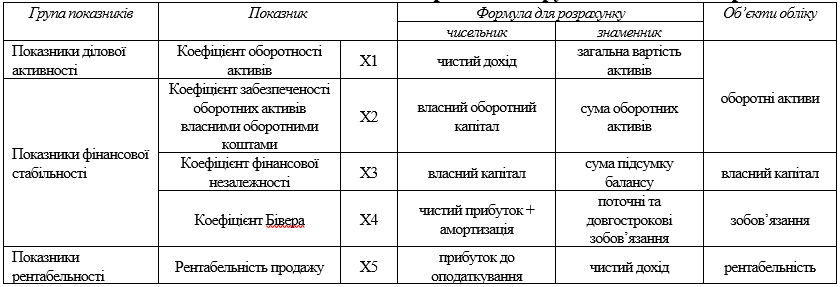 Група показників
Показник
Формула для розрахунку
Об’єкти обліку
чисельник
знаменник
Показники ділової
активності
Коефіцієнт оборотності
активів
X1
чистий дохід
загальна вартість
активів
оборотні активи
Показники фінансової
стабільності
Коефіцієнт забезпеченості
оборотних активів
власними оборотними
коштами
X2
власний оборотний
капітал
сума оборотних
активів
Коефіцієнт фінансової
незалежності
X3
власний капітал
сума підсумку
балансу
власний капітал
Коефіцієнт Бівера
X4
чистий прибуток +
амортизація
поточні та
довгострокові
зобов’язання
зобов’язання
Показники
рентабельності
Рентабельність продажу
X5
прибуток до
оподаткування
чистий дохід
рентабельність